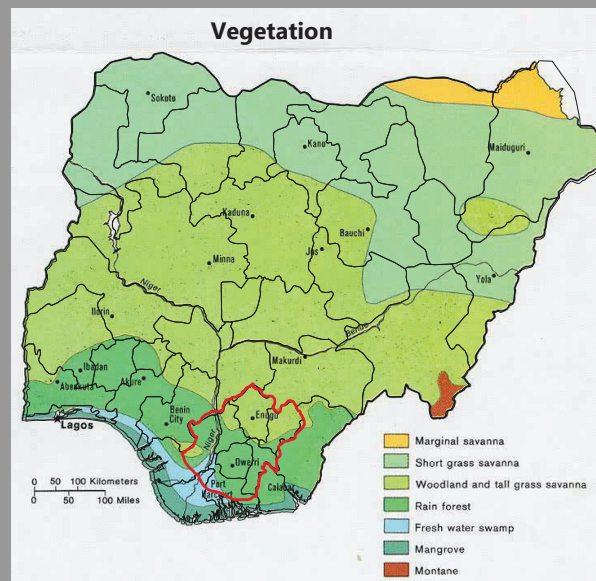 Vegetation
Sokoto
Kano
Maiduguri
Kaduna
Bauchi
Jos
Minna
Yola
Niger
Benue
Ilorin
Makurdi
Ibadan
Abeokuta
Akure
Benin
City
Enugu
Lagos
Niger
Owerri
Port
Harcourt
Calabar
0 50 100 Kilometers
0 50 100 Miles
Marginal savanna
Short grass savanna
Woodland and tall grass savanna
Rain forest
Fresh water swamp
Mangrove
Montane